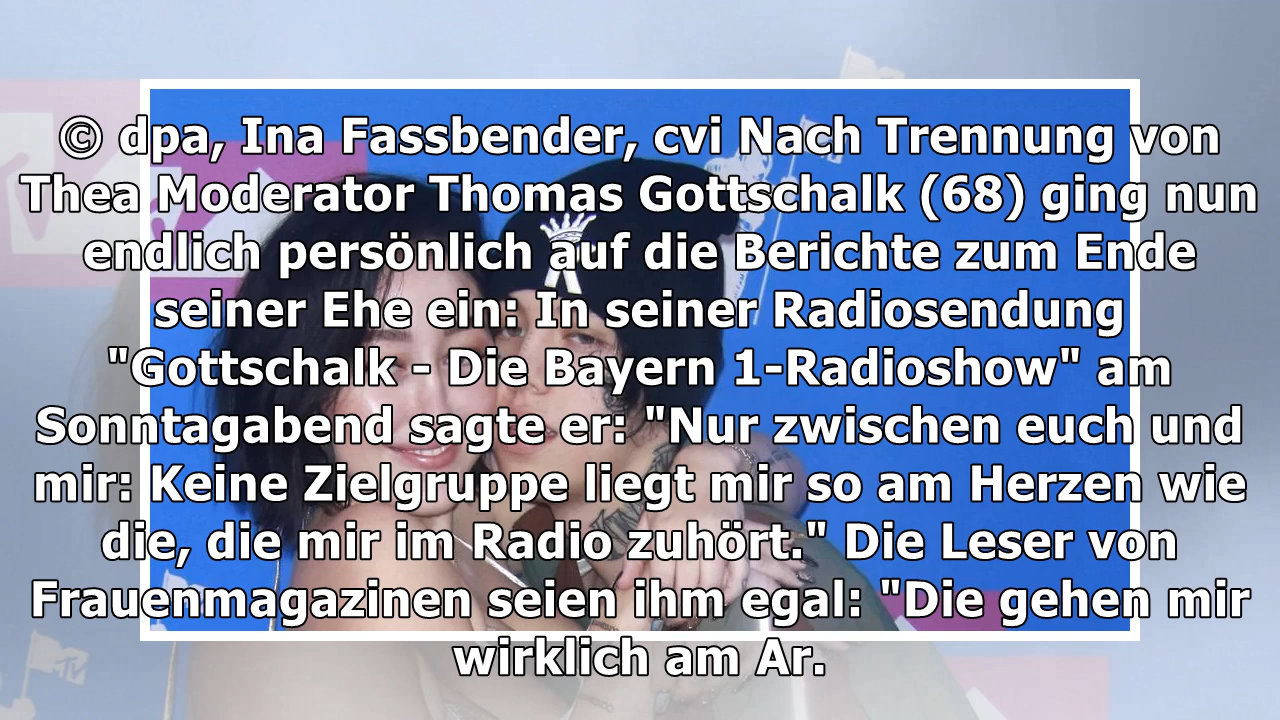 © dpa, Ina Fassbender, cvi Nach Trennung von
Thea Moderator Thomas Gottschalk (68) ging nun
endlich persönlich auf die Berichte zum Ende
seiner Ehe ein: In seiner Radiosendung
"Gottschalk - Die Bayern 1-Radioshow" am
Sonntagabend sagte er: "Nur zwischen euch und
mir: Keine Zielgruppe liegt mir so am Herzen wie
die, die mir im Radio zuhört." Die Leser von
Frauenmagazinen seien ihm egal: "Die gehen mir
wirklich am Ar.